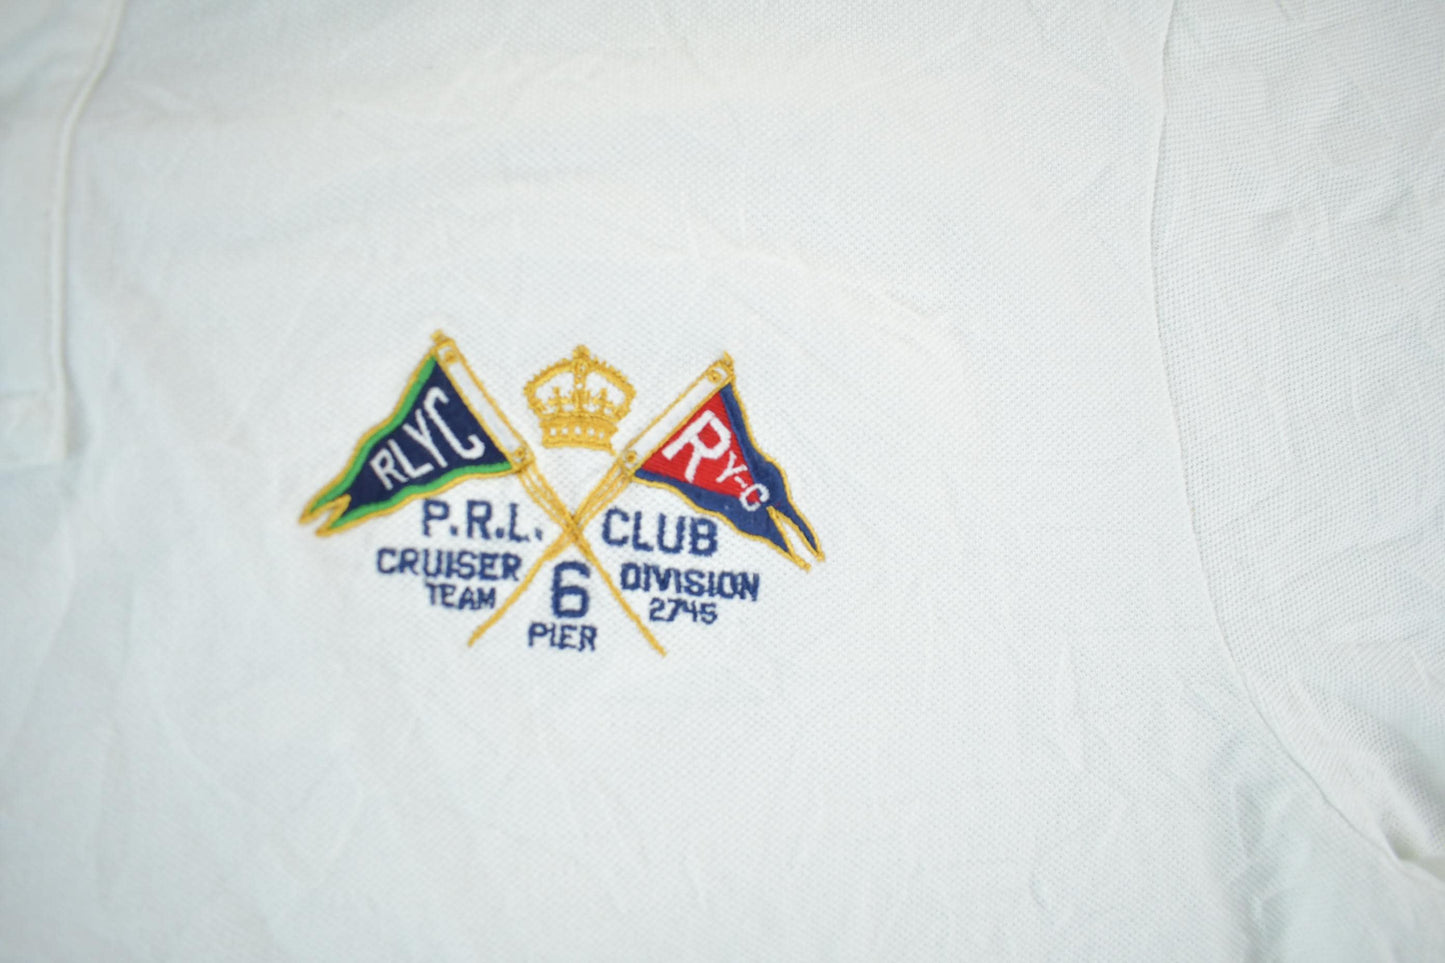 RLYC
RY-C
P.R.L. CLUB
CRUISER DIVISION
TEAM 6 2745
PIER